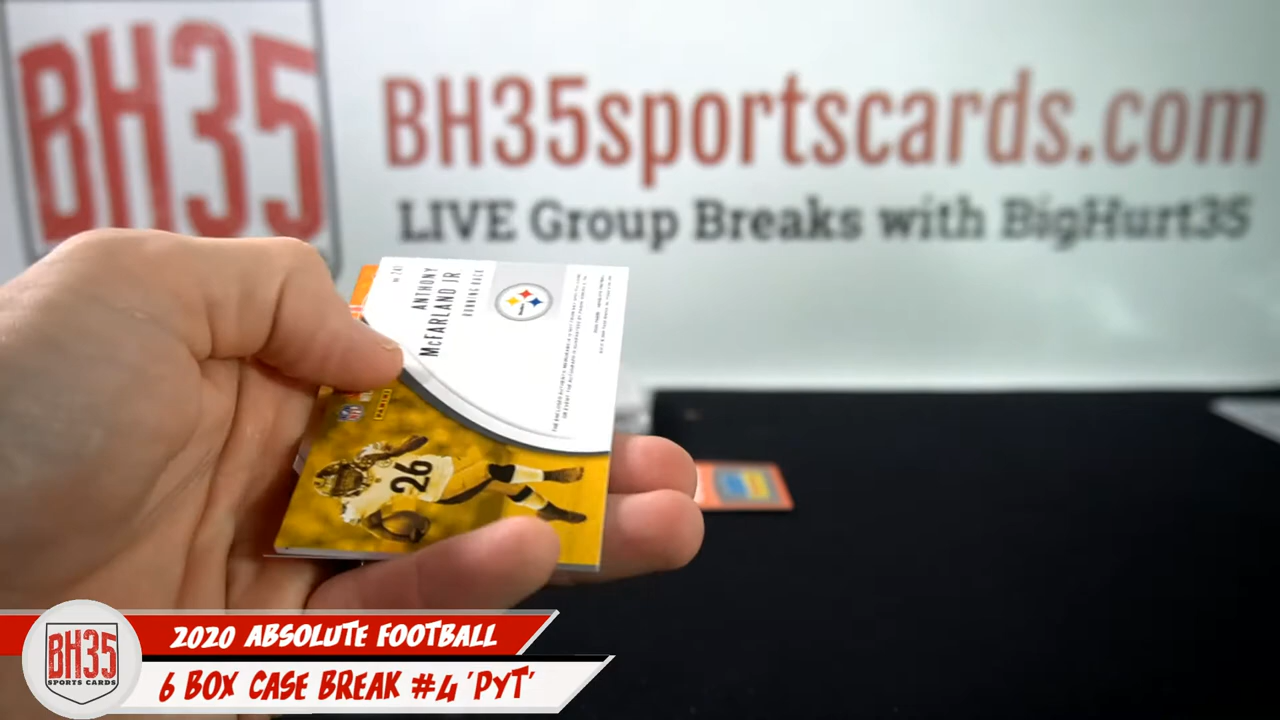 BH35
BH35sportscards.com
LIVE Group Breaks with BigHurt35
ANTHONY
McFARLAND JR
RUNNING BACK
PANINI
26
BH35
SPORTS CARDS
2020 ABSOLUTE FOOTBALL
6 BOX CASE BREAK #4 'PYT'